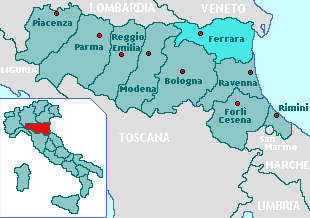 LOMBARDIA
VENETO
Piacenza
Parma
Reggio
Emilia
Ferrara
LIGURIA
Modena
Bologna
Ravenna
Forlì
Cesena
Rimini
San
Marino
TOSCANA
MARCHE
UMBRIA